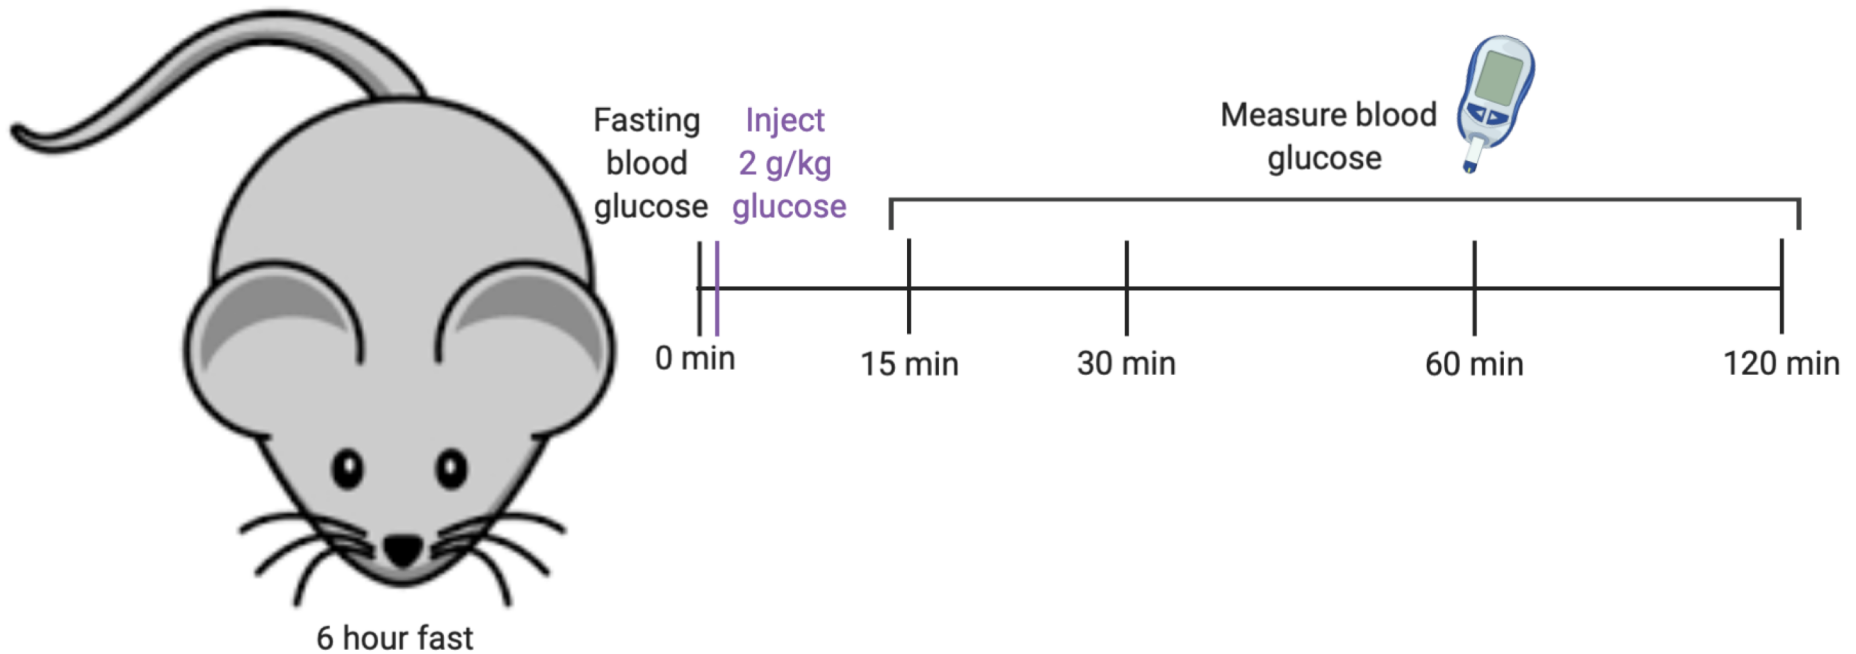 Fasting
blood
glucose
Inject
2 g/kg
glucose
Measure blood
glucose
0 min
15 min
30 min
60 min
120 min
6 hour fast